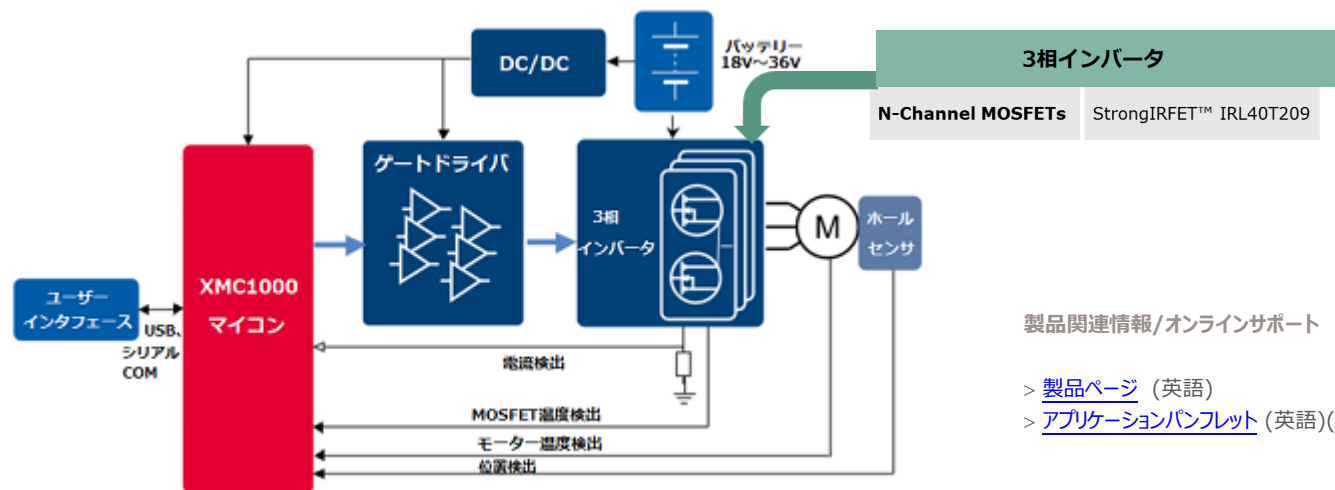 DC/DC
バッテリー
18V～36V
3相インバータ
N-Channel MOSFETs
StrongIRFET™ IRL40T209
ゲートドライバ
3相
インバータ
M
ホール
センサ
XMC1000
マイコン
ユーザー
インタフェース
USB、
シリアル
COM
電流検出
MOSFET温度検出
モーター温度検出
位置検出
製品関連情報/オンラインサポート
> 製品ページ (英語)
> アプリケーションパンフレット (英語)(